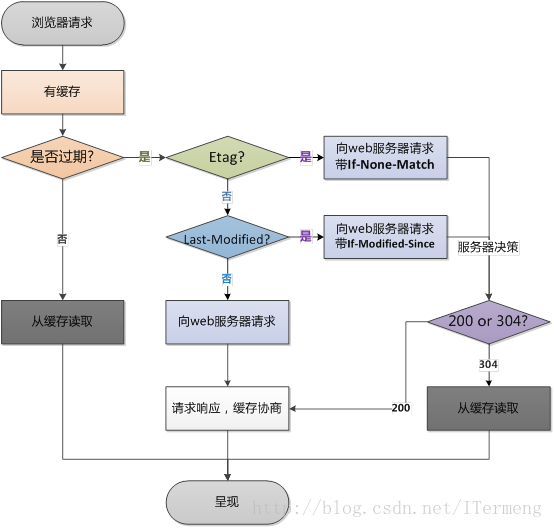 浏览器请求
有缓存
是否过期?
是
Etag?
是
向web服务器请求
带If-None-Match
否
否
Last-Modified?
是
向web服务器请求
带If-Modified-Since
服务器决策
否
从缓存读取
向web服务器请求
200 or 304?
304
请求响应，缓存协商
200
从缓存读取
呈现
http://blog.csdn.net/ITermeng